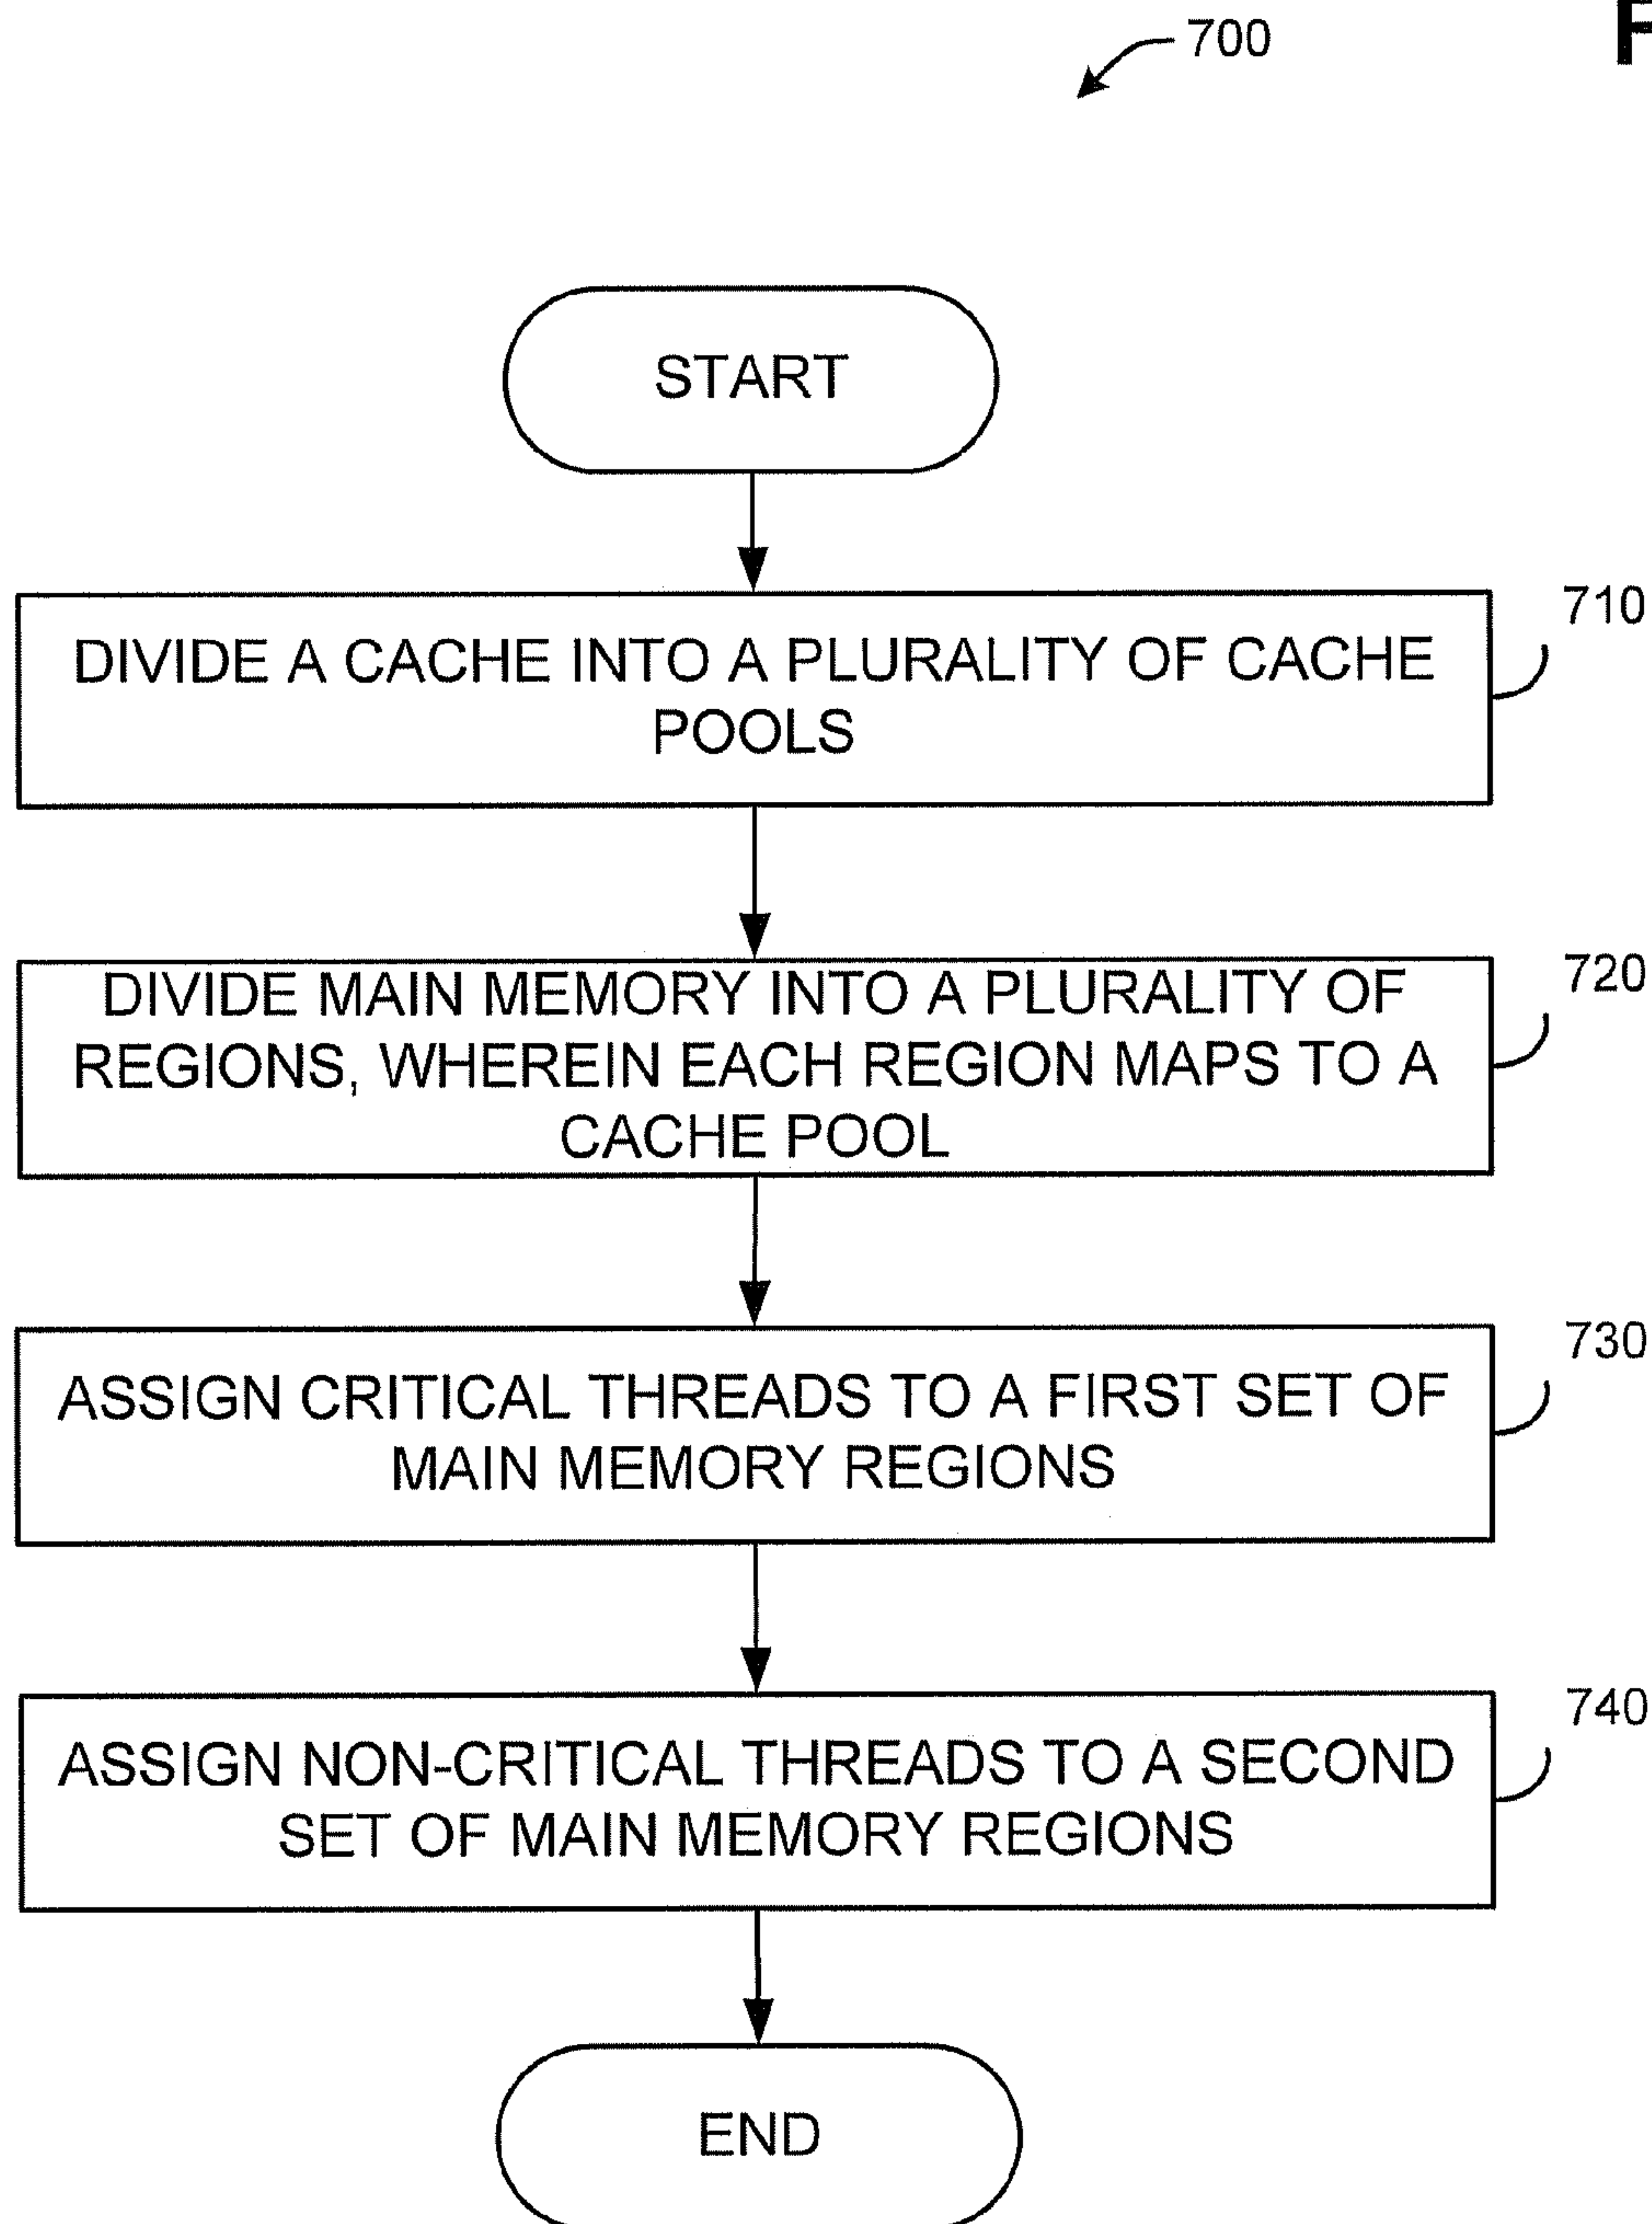 700
START
710
DIVIDE A CACHE INTO A PLURALITY OF CACHE
POOLS
720
DIVIDE MAIN MEMORY INTO A PLURALITY OF
REGIONS, WHEREIN EACH REGION MAPS TO A
CACHE POOL
730
ASSIGN CRITICAL THREADS TO A FIRST SET OF
MAIN MEMORY REGIONS
740
ASSIGN NON-CRITICAL THREADS TO A SECOND
SET OF MAIN MEMORY REGIONS
END